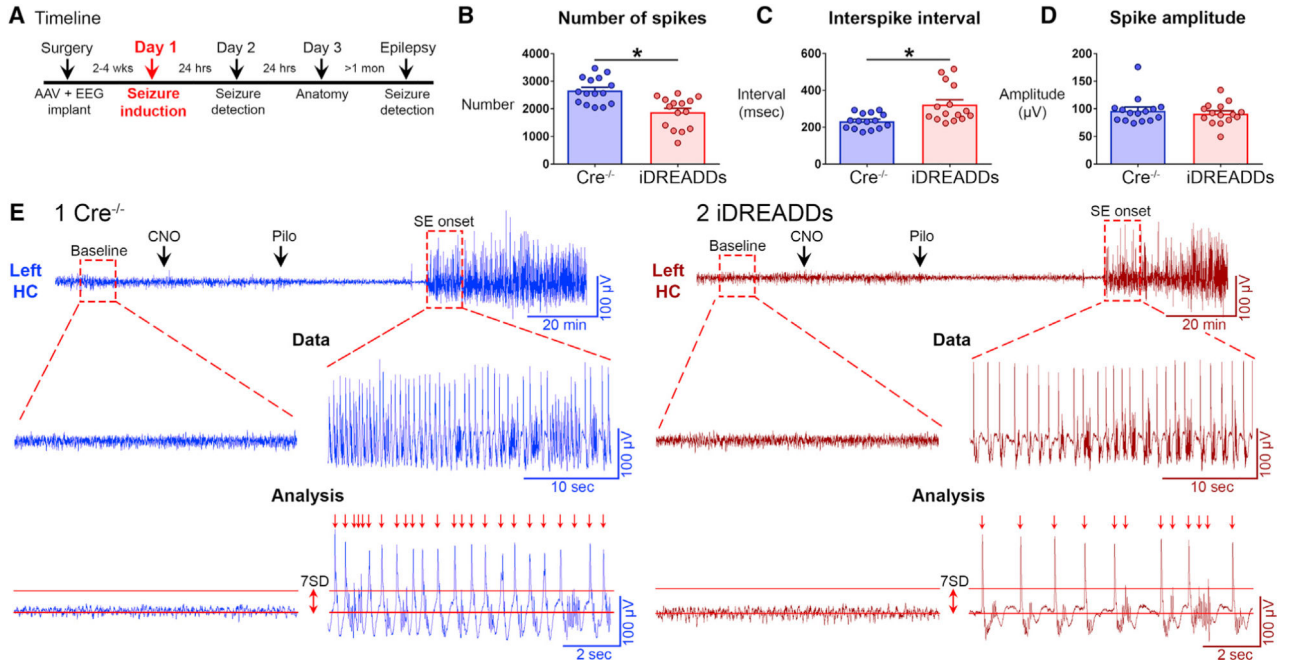 A Timeline
Surgery Day 1 Day 2 Day 3 Epilepsy
2-4 wks 24 hrs 24 hrs >1 mon
AAV + EEG implant Seizure induction Seizure detection Anatomy Seizure detection
B Number of spikes
*
Number
4000
3000
2000
1000
0
Cre-/- iDREADDs
C Interspike interval
*
Interval
(msec)
600
400
200
0
Cre-/- iDREADDs
D Spike amplitude
Amplitude
(µV)
200
150
100
50
0
Cre-/- iDREADDs
E 1 Cre-/-
Baseline CNO Pilo SE onset
Left
HC
100 µV
20 min
Data
100 µV
10 sec
Analysis
7SD
100 µV
2 sec
2 iDREADDs
Baseline CNO Pilo SE onset
Left
HC
100 µV
20 min
Data
100 µV
10 sec
Analysis
7SD
100 µV
2 sec